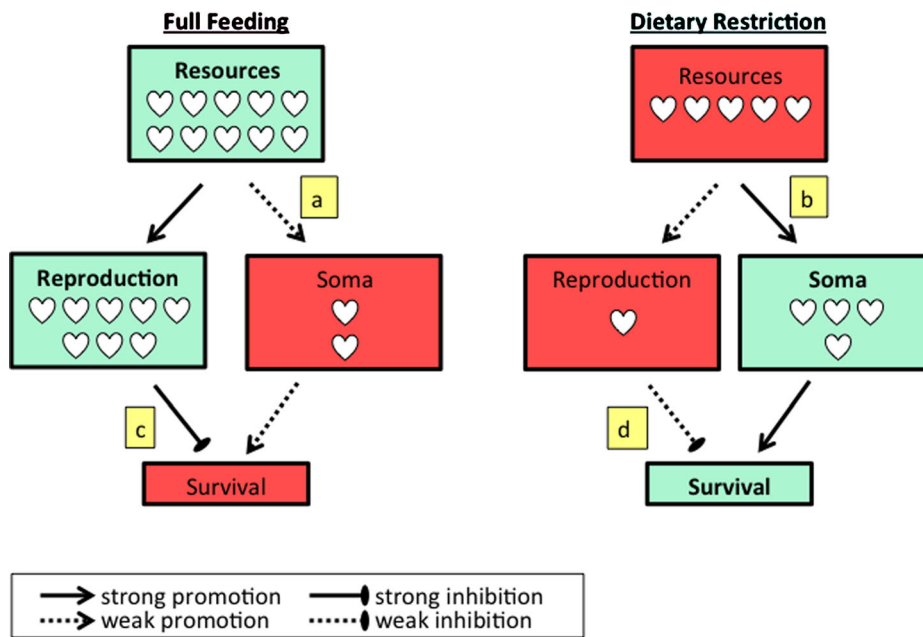 Full Feeding
Dietary Restriction
Resources
Resources
a
b
Reproduction
Soma
Reproduction
Soma
c
d
Survival
Survival
strong promotion
strong inhibition
weak promotion
weak inhibition